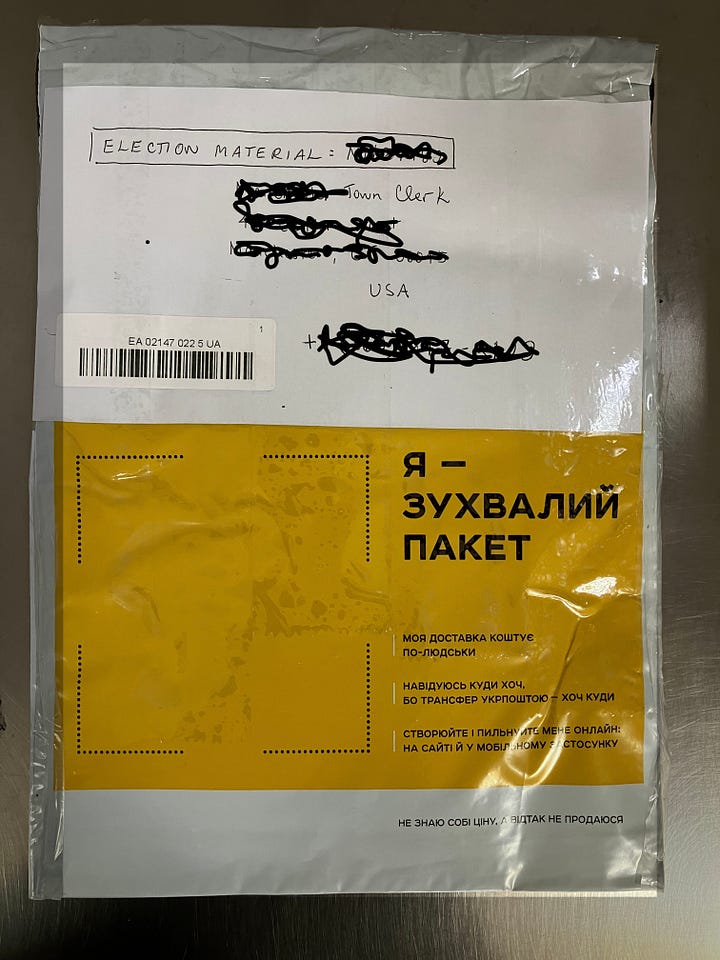 ELECTION MATERIAL:
Town Clerk
USA
1
EA 02147 022 5 UA
+
Я –
ЗУХВАЛИЙ
ПАКЕТ
МОЯ ДОСТАВКА КОШТУЄ
ПО-ЛЮДСЬКИ
НАВІДУЮСЬ КУДИ ХОЧ,
БО ТРАНСФЕР УКРПОШТОЮ – ХОЧ КУДИ
СТВОРЮЙТЕ І ПИЛЬНУЙТЕ МЕНЕ ОНЛАЙН:
НА САЙТІ Й У МОБІЛЬНОМУ ЗАСТОСУНКУ
НЕ ЗНАЮ СОБІ ЦІНУ, А ВІДТАК НЕ ПРОДАЮСЯ